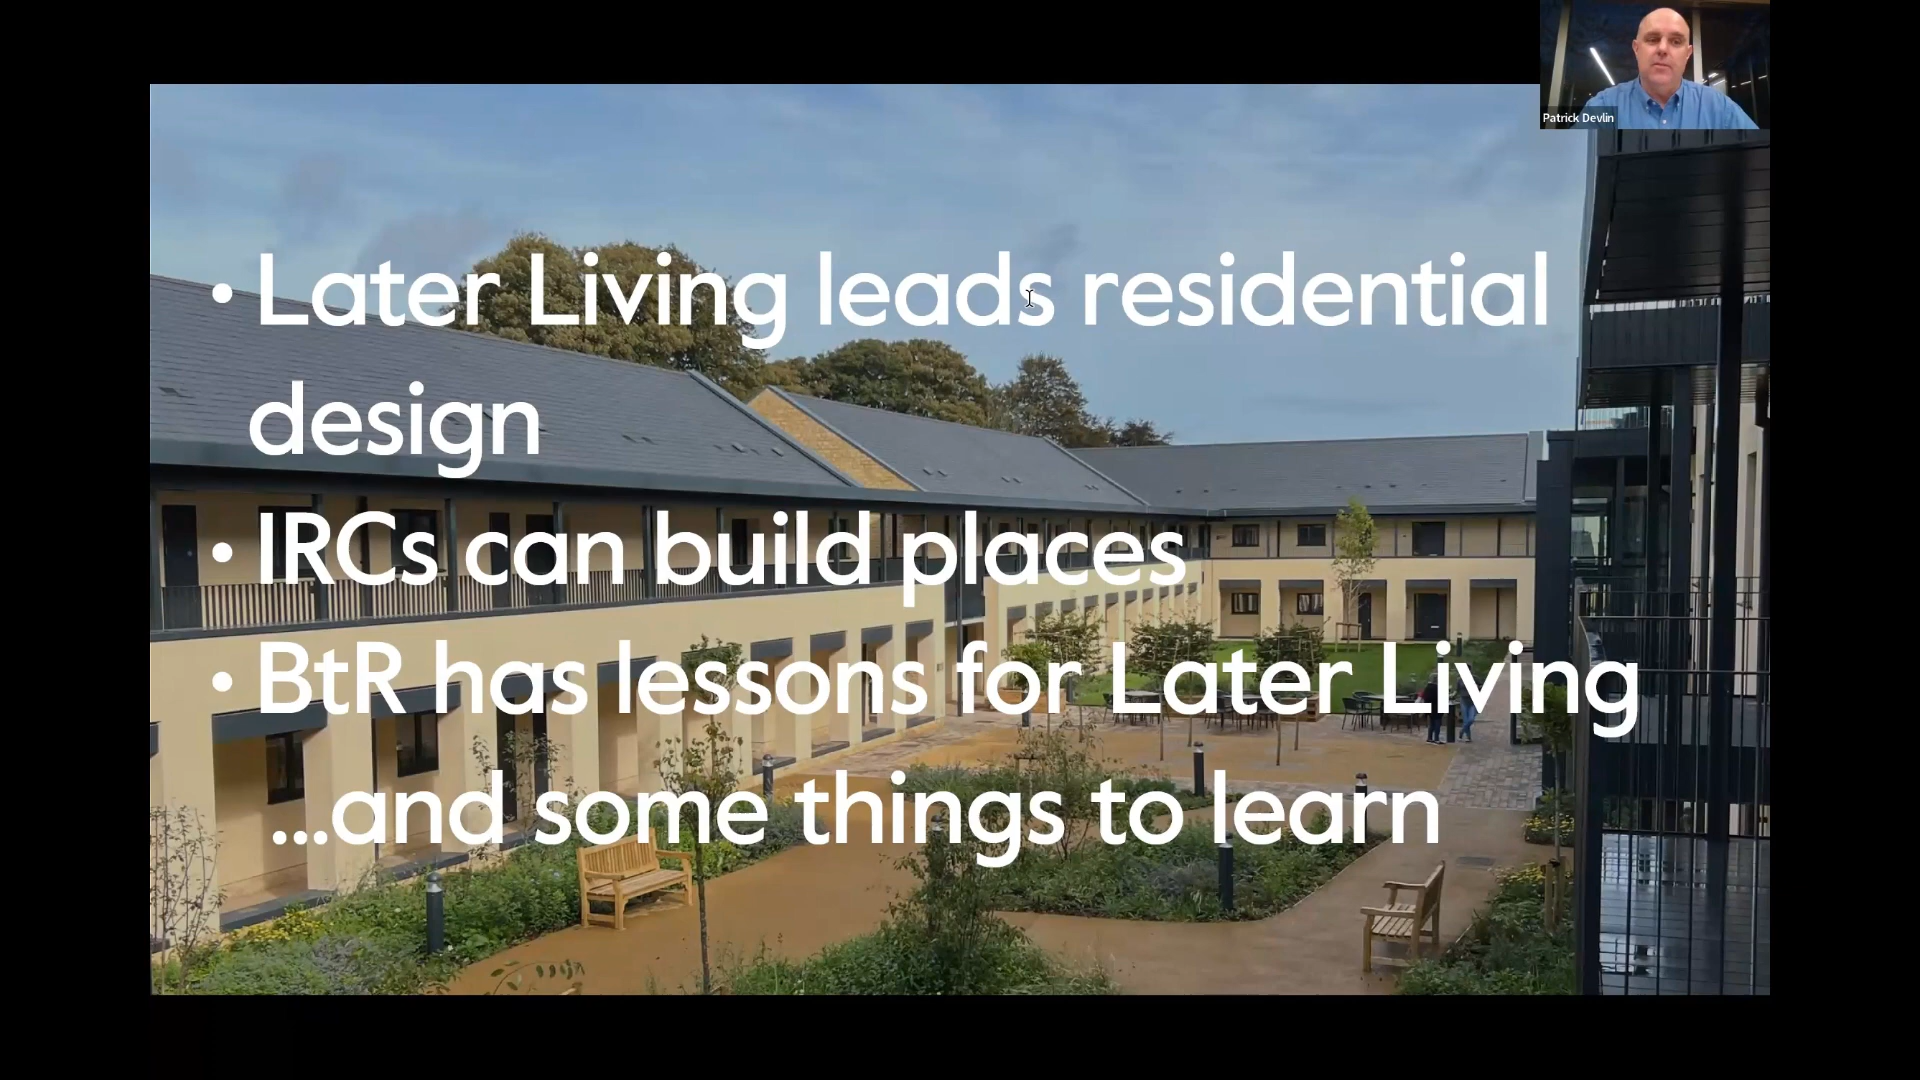 Patrick Devlin
• Later Living leads residential
design
• IRCs can build places
• BtR has lessons for Later Living
...and some things to learn